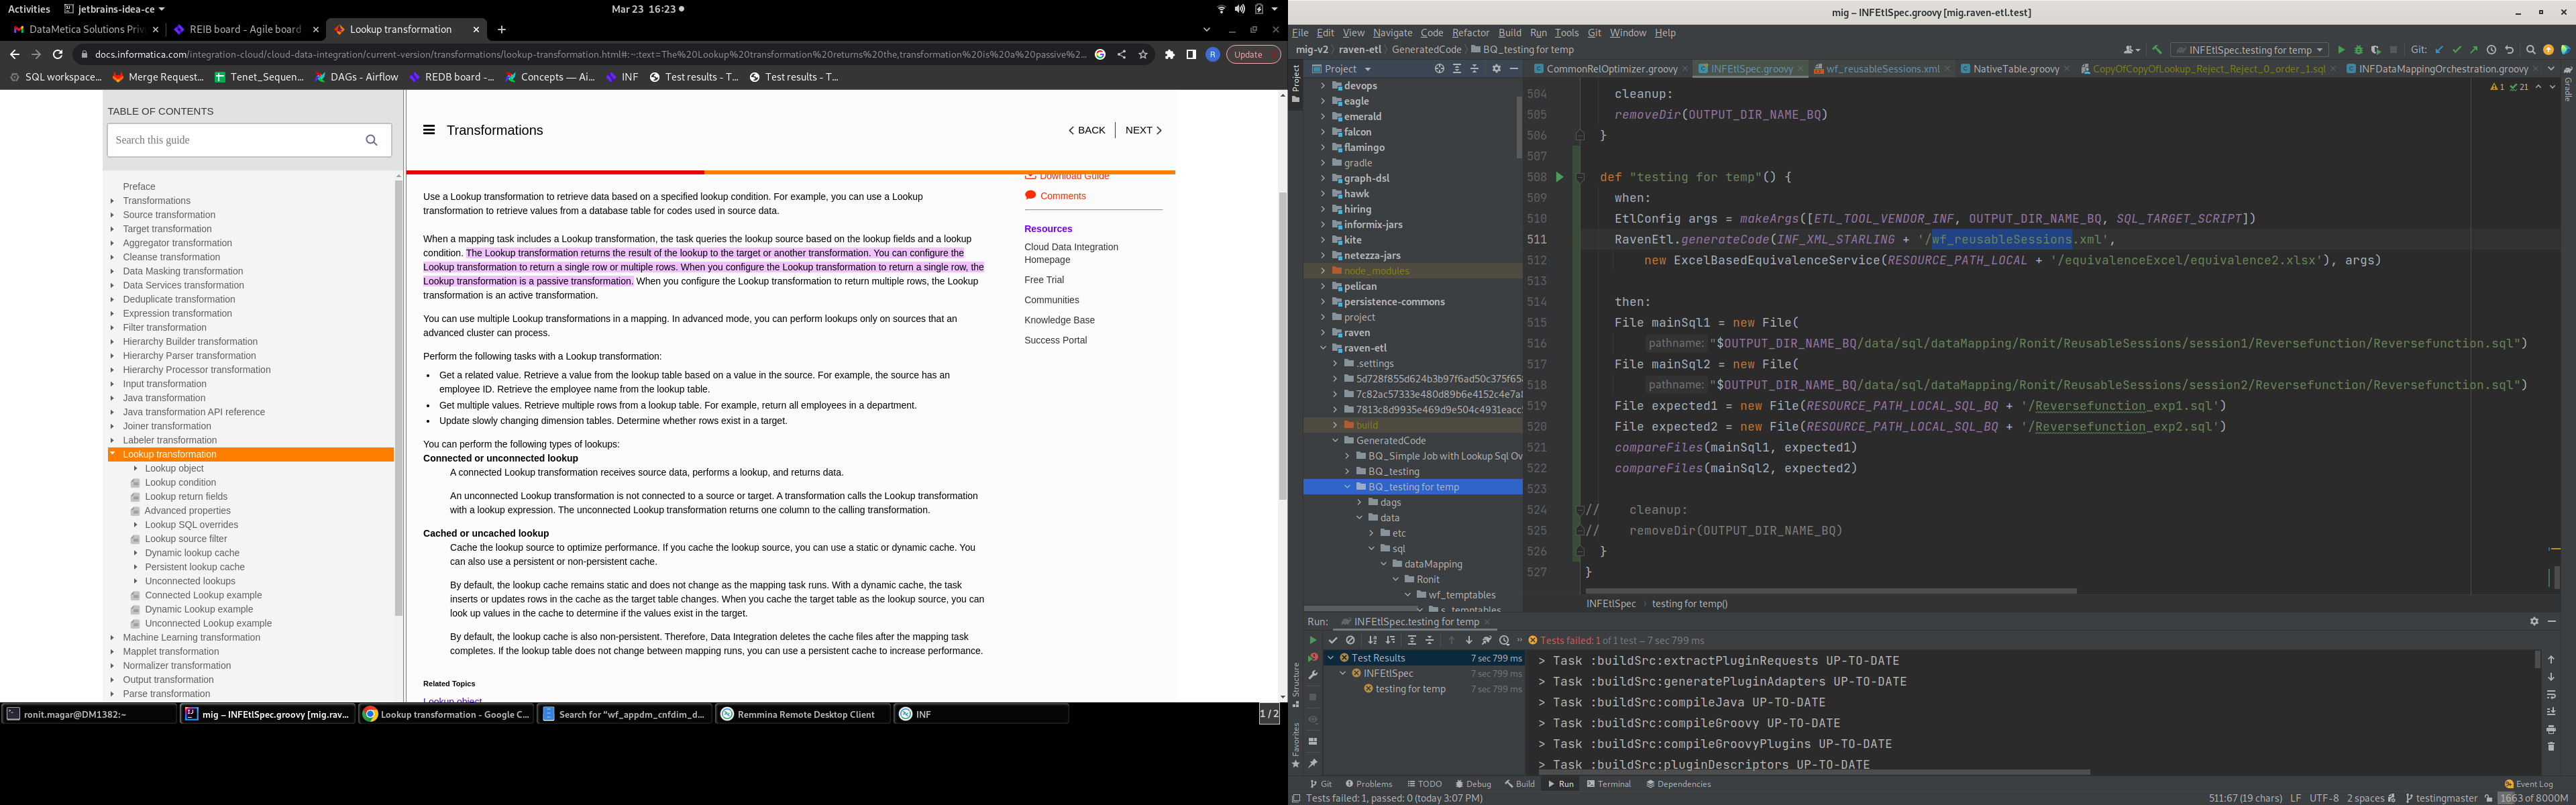 Activities
jetbrains-idea-ce
Mar 23 16:23
DataMetica Solutions Priv
REIB board - Agile board
Lookup transformation
docs.informatica.com/integration-cloud/cloud-data-integration/current-version/transformations/lookup-transformation.html#:~:text=The%20Lookup%20transformation%20returns%20the,transformation%20is%20a%20passive%2...
R
Update
SQL workspace...
Merge Request...
Tenet_Sequen...
DAGs - Airflow
REDB board -...
Concepts — Ai...
INF
Test results - T...
Test results - T...
TABLE OF CONTENTS
Search this guide
Preface
Transformations
Source transformation
Target transformation
Aggregator transformation
Cleanse transformation
Data Masking transformation
Data Services transformation
Deduplicate transformation
Expression transformation
Filter transformation
Hierarchy Builder transformation
Hierarchy Parser transformation
Hierarchy Processor transformation
Input transformation
Java transformation
Java transformation API reference
Joiner transformation
Labeler transformation
Lookup transformation
Lookup object
Lookup condition
Lookup return fields
Advanced properties
Lookup SQL overrides
Lookup source filter
Dynamic lookup cache
Persistent lookup cache
Unconnected lookups
Connected Lookup example
Dynamic Lookup example
Unconnected Lookup example
Machine Learning transformation
Mapplet transformation
Normalizer transformation
Output transformation
Parse transformation
Transformations
BACK
NEXT
Download Guide
Comments
Resources
Cloud Data Integration
Homepage
Free Trial
Communities
Knowledge Base
Success Portal
Use a Lookup transformation to retrieve data based on a specified lookup condition. For example, you can use a Lookup
transformation to retrieve values from a database table for codes used in source data.
When a mapping task includes a Lookup transformation, the task queries the lookup source based on the lookup fields and a lookup
condition. The Lookup transformation returns the result of the lookup to the target or another transformation. You can configure the
Lookup transformation to return a single row or multiple rows. When you configure the Lookup transformation to return a single row, the
Lookup transformation is a passive transformation. When you configure the Lookup transformation to return multiple rows, the Lookup
transformation is an active transformation.
You can use multiple Lookup transformations in a mapping. In advanced mode, you can perform lookups only on sources that an
advanced cluster can process.
Perform the following tasks with a Lookup transformation:
• Get a related value. Retrieve a value from the lookup table based on a value in the source. For example, the source has an
employee ID. Retrieve the employee name from the lookup table.
• Get multiple values. Retrieve multiple rows from a lookup table. For example, return all employees in a department.
• Update slowly changing dimension tables. Determine whether rows exist in a target.
You can perform the following types of lookups:
Connected or unconnected lookup
A connected Lookup transformation receives source data, performs a lookup, and returns data.
An unconnected Lookup transformation is not connected to a source or target. A transformation calls the Lookup transformation
with a lookup expression. The unconnected Lookup transformation returns one column to the calling transformation.
Cached or uncached lookup
Cache the lookup source to optimize performance. If you cache the lookup source, you can use a static or dynamic cache. You
can also use a persistent or non-persistent cache.
By default, the lookup cache remains static and does not change as the mapping task runs. With a dynamic cache, the task
inserts or updates rows in the cache as the target table changes. When you cache the target table as the lookup source, you can
look up values in the cache to determine if the values exist in the target.
By default, the lookup cache is also non-persistent. Therefore, Data Integration deletes the cache files after the mapping task
completes. If the lookup table does not change between mapping runs, you can use a persistent cache to increase performance.
Related Topics
Lookup object
ronit.magar@DM1382:~
mig – INFEtlSpec.groovy [mig.rav...
Lookup transformation - Google C...
Search for "wf_appdm_cnfdim_d...
Remmina Remote Desktop Client
INF
1 / 2
mig – INFEtlSpec.groovy [mig.raven-etl.test]
File Edit View Navigate Code Refactor Build Run Tools Git Window Help
mig-v2 raven-etl GeneratedCode BQ_testing for temp
INFEtlSpec.testing for temp
Git:
Project
CommonRelOptimizer.groovy
INFEtlSpec.groovy
wf_reusableSessions.xml
NativeTable.groovy
CopyOfCopyOfLookup_Reject_Reject_0_order_1.sql
INFDataMappingOrchestration.groovy
Project
Gradle
devops
eagle
emerald
falcon
flamingo
gradle
graph-dsl
hawk
hiring
informix-jars
kite
netezza-jars
node_modules
pelican
persistence-commons
project
raven
raven-etl
.settings
5d728f855d624b3b97f6ad50c375f65
7c82ac57333e480d89b6e4152c4e7a
7813c8d9935e469d9e504c4931eacc
build
GeneratedCode
BQ_Simple Job with Lookup Sql Ov
BQ_testing
BQ_testing for temp
dags
data
etc
sql
dataMapping
Ronit
wf_temptables
s_temptables
1 21
504 cleanup:
505 removeDir(OUTPUT_DIR_NAME_BQ)
506 }
507
508 def "testing for temp"() {
509 when:
510 EtlConfig args = makeArgs([ETL_TOOL_VENDOR_INF, OUTPUT_DIR_NAME_BQ, SQL_TARGET_SCRIPT])
511 RavenEtl.generateCode(INF_XML_STARLING + '/wf_reusableSessions.xml',
512 new ExcelBasedEquivalenceService(RESOURCE_PATH_LOCAL + '/equivalenceExcel/equivalence2.xlsx'), args)
513
514 then:
515 File mainSql1 = new File(
516 pathname: "$OUTPUT_DIR_NAME_BQ/data/sql/dataMapping/Ronit/ReusableSessions/session1/Reversefunction/Reversefunction.sql")
517 File mainSql2 = new File(
518 pathname: "$OUTPUT_DIR_NAME_BQ/data/sql/dataMapping/Ronit/ReusableSessions/session2/Reversefunction/Reversefunction.sql")
519 File expected1 = new File(RESOURCE_PATH_LOCAL_SQL_BQ + '/Reversefunction_exp1.sql')
520 File expected2 = new File(RESOURCE_PATH_LOCAL_SQL_BQ + '/Reversefunction_exp2.sql')
521 compareFiles(mainSql1, expected1)
522 compareFiles(mainSql2, expected2)
523
524 // cleanup:
525 // removeDir(OUTPUT_DIR_NAME_BQ)
526 }
527 }
INFEtlSpec testing for temp()
Run: INFEtlSpec.testing for temp
Tests failed: 1 of 1 test – 7 sec 799 ms
Test Results 7 sec 799 ms
INFEtlSpec 7 sec 799 ms
testing for temp 7 sec 799 ms
> Task :buildSrc:extractPluginRequests UP-TO-DATE
> Task :buildSrc:generatePluginAdapters UP-TO-DATE
> Task :buildSrc:compileJava UP-TO-DATE
> Task :buildSrc:compileGroovy UP-TO-DATE
> Task :buildSrc:compileGroovyPlugins UP-TO-DATE
> Task :buildSrc:pluginDescriptors UP-TO-DATE
Structure
Favorites
Git Problems TODO Debug Build Run Terminal Dependencies
Event Log
Tests failed: 1, passed: 0 (today 3:07 PM)
511:67 (19 chars) LF UTF-8 2 spaces testingmaster 1663 of 8000M